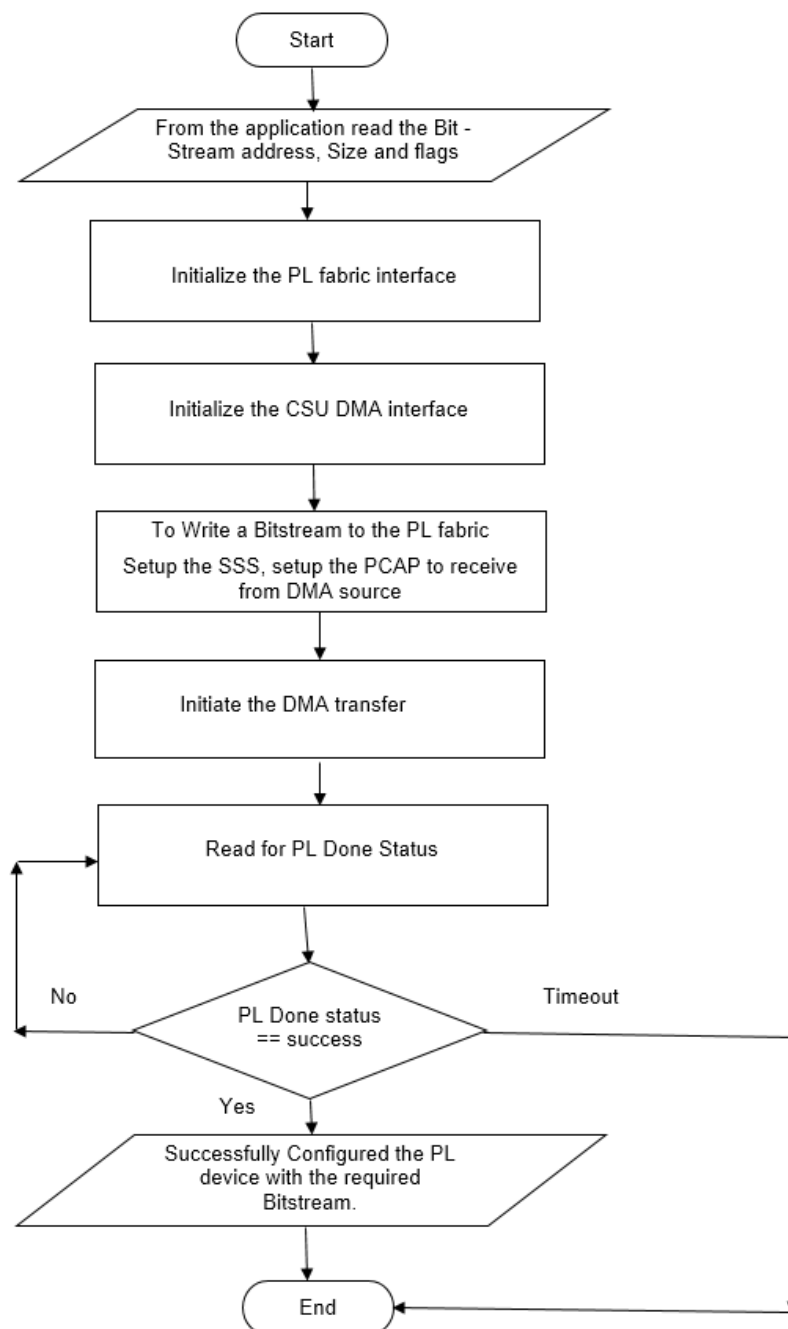 Start
From the application read the Bit -
Stream address, Size and flags
Initialize the PL fabric interface
Initialize the CSU DMA interface
To Write a Bitstream to the PL fabric
Setup the SSS, setup the PCAP to receive
from DMA source
Initiate the DMA transfer
Read for PL Done Status
No
Timeout
PL Done status
== success
Yes
Successfully Configured the PL
device with the required
Bitstream.
End